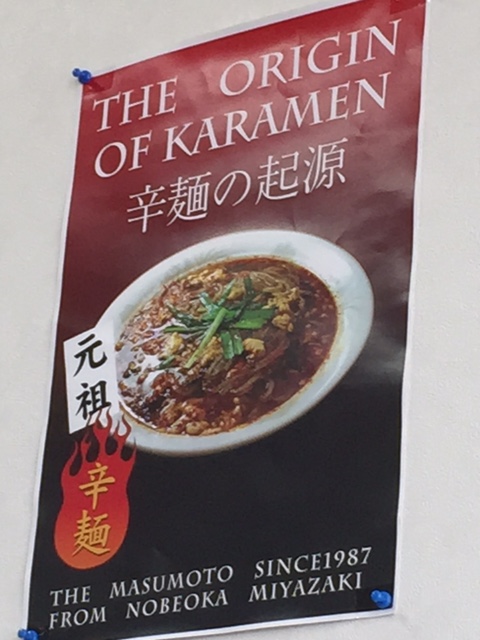 THE ORIGIN
OF KARAMEN
辛麺の起源
元祖
辛麺
THE MASUMOTO SINCE1987
FROM NOBEOKA MIYAZAKI